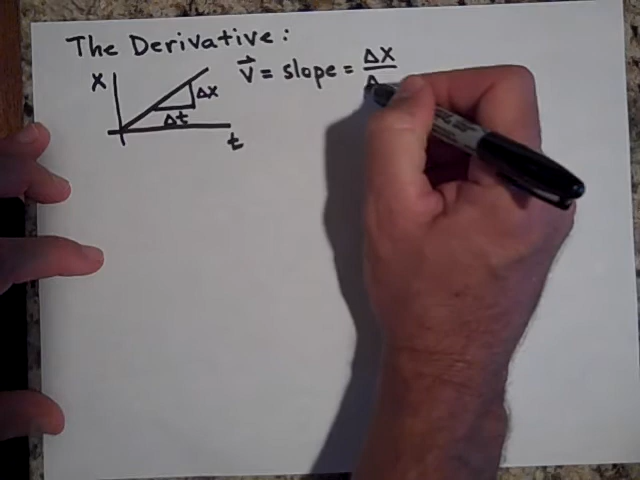 The Derivative:
V = slope = ΔX
Δ
X
ΔX
Δt
t